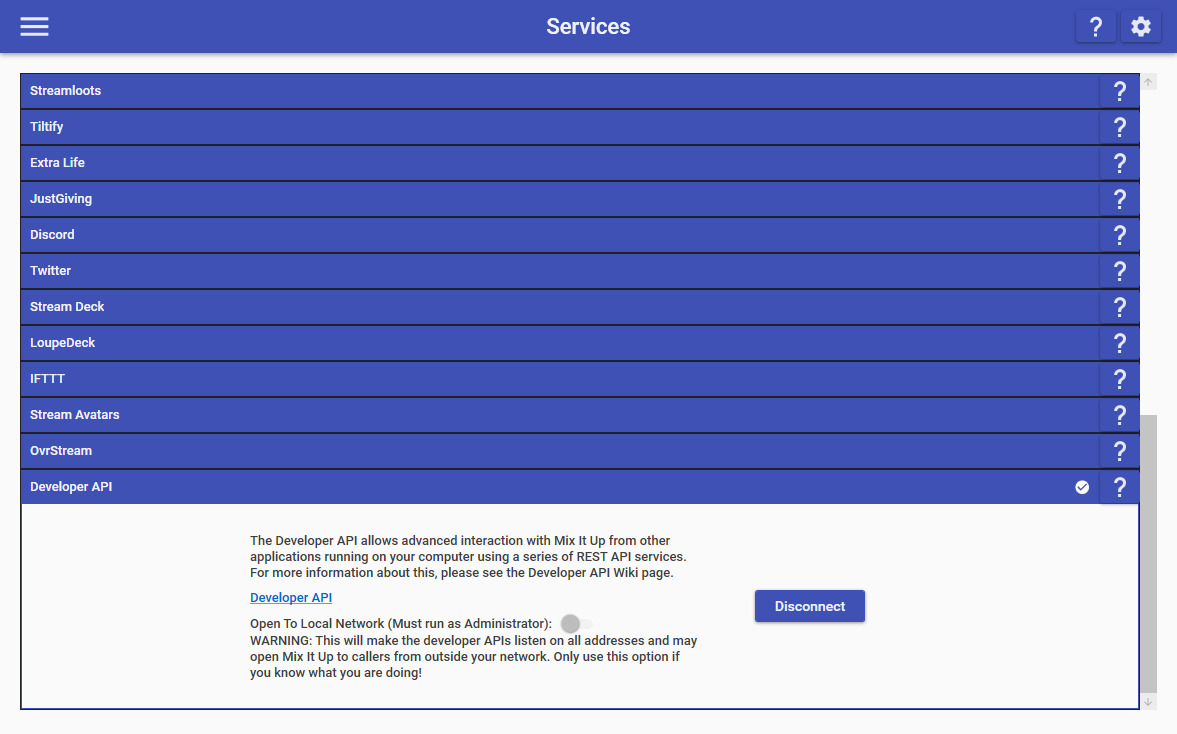 Services
?
Streamloots
?
Tiltify
?
Extra Life
?
JustGiving
?
Discord
?
Twitter
?
Stream Deck
?
LoupeDeck
?
IFTTT
?
Stream Avatars
?
OvrStream
?
Developer API
?
The Developer API allows advanced interaction with Mix It Up from other
applications running on your computer using a series of REST API services.
For more information about this, please see the Developer API Wiki page.
Developer API
Disconnect
Open To Local Network (Must run as Administrator):
WARNING: This will make the developer APIs listen on all addresses and may
open Mix It Up to callers from outside your network. Only use this option if
you know what you are doing!